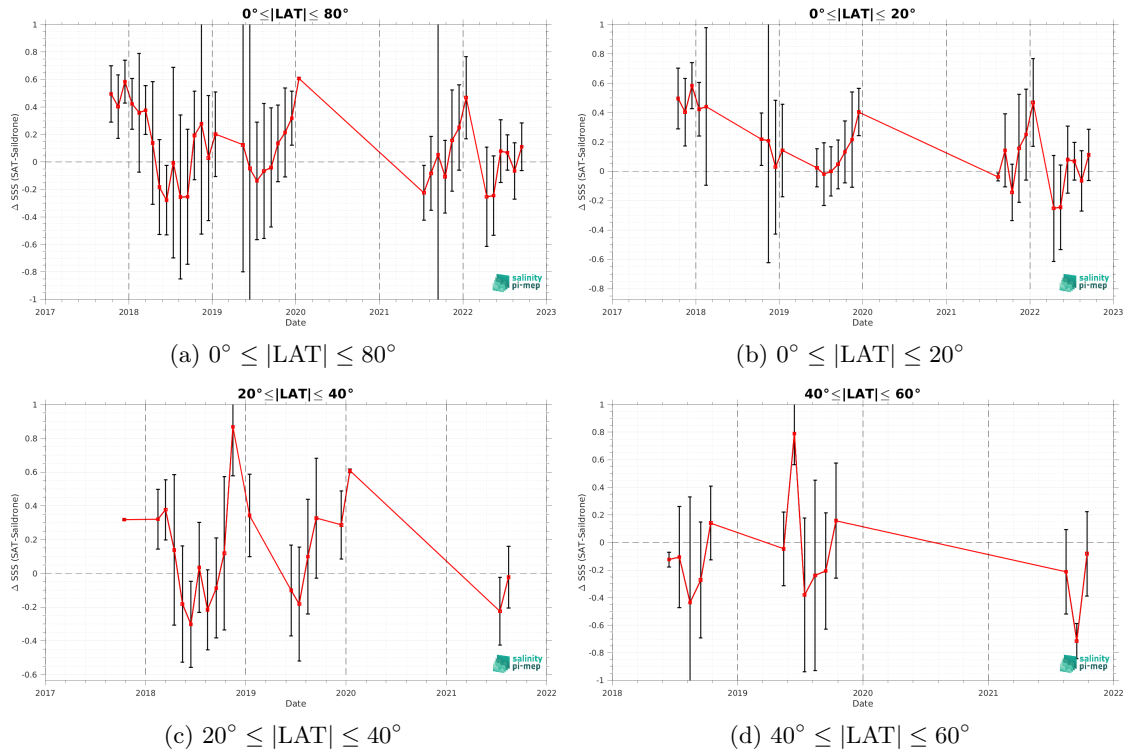 0°≤|LAT|≤ 80°
Δ SSS (SAT-Saildrone)
1
0.8
0.6
0.4
0.2
0
-0.2
-0.4
-0.6
-0.8
-1
2017
2018
2019
2020
2021
2022
2023
Date
salinity
pi-mep
(a) 0° ≤ |LAT| ≤ 80°
0°≤|LAT|≤ 20°
Δ SSS (SAT-Saildrone)
1
0.8
0.6
0.4
0.2
0
-0.2
-0.4
-0.6
-0.8
2017
2018
2019
2020
2021
2022
2023
Date
salinity
pi-mep
(b) 0° ≤ |LAT| ≤ 20°
20°≤|LAT|≤ 40°
Δ SSS (SAT-Saildrone)
1
0.8
0.6
0.4
0.2
0
-0.2
-0.4
-0.6
2017
2018
2019
2020
2021
2022
Date
salinity
pi-mep
(c) 20° ≤ |LAT| ≤ 40°
40°≤|LAT|≤ 60°
Δ SSS (SAT-Saildrone)
1
0.8
0.6
0.4
0.2
0
-0.2
-0.4
-0.6
-0.8
-1
2018
2019
2020
2021
2022
Date
salinity
pi-mep
(d) 40° ≤ |LAT| ≤ 60°